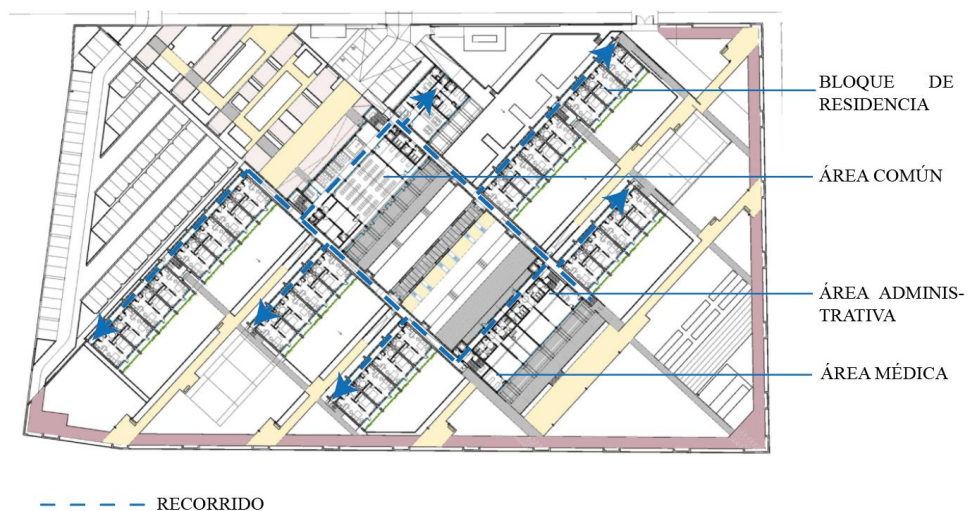 BLOQUE DE
RESIDENCIA
ÁREA COMÚN
ÁREA ADMINIS-
TRATIVA
ÁREA MÉDICA
RECORRIDO